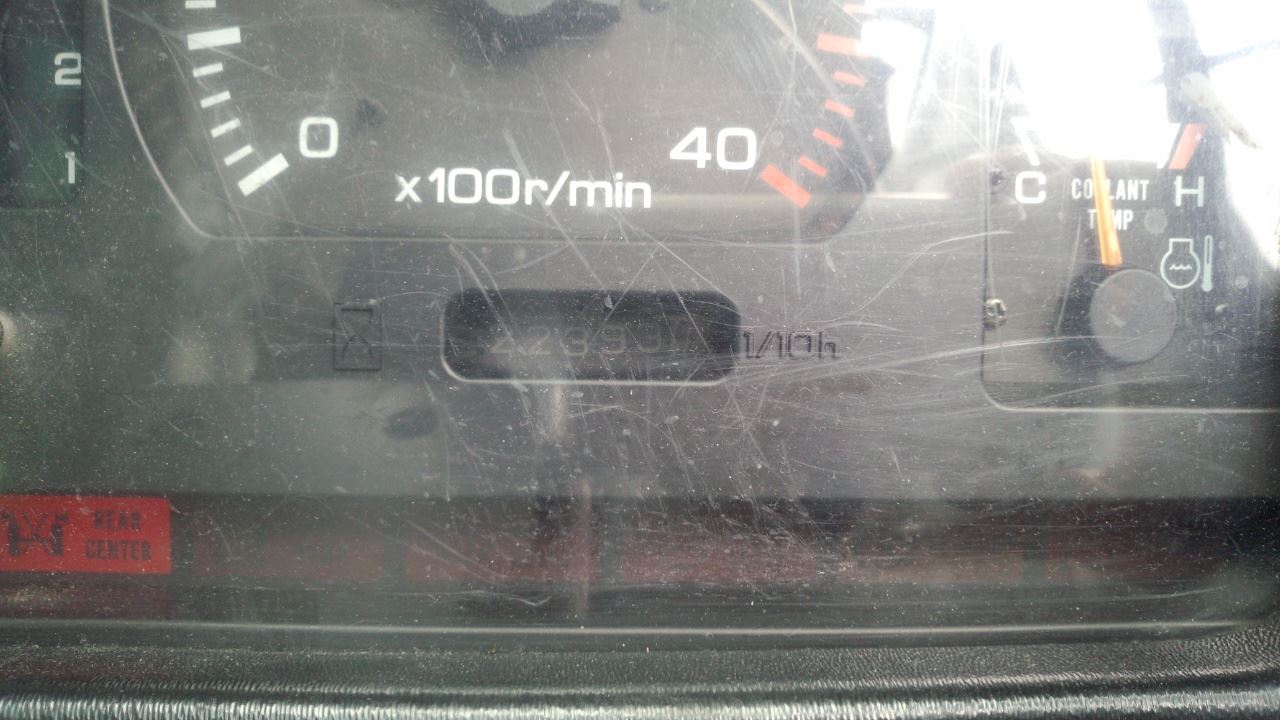 2
1
0
40
x100r/min
C
COOLANT
TEMP
H
1/10h
REAR
CENTER